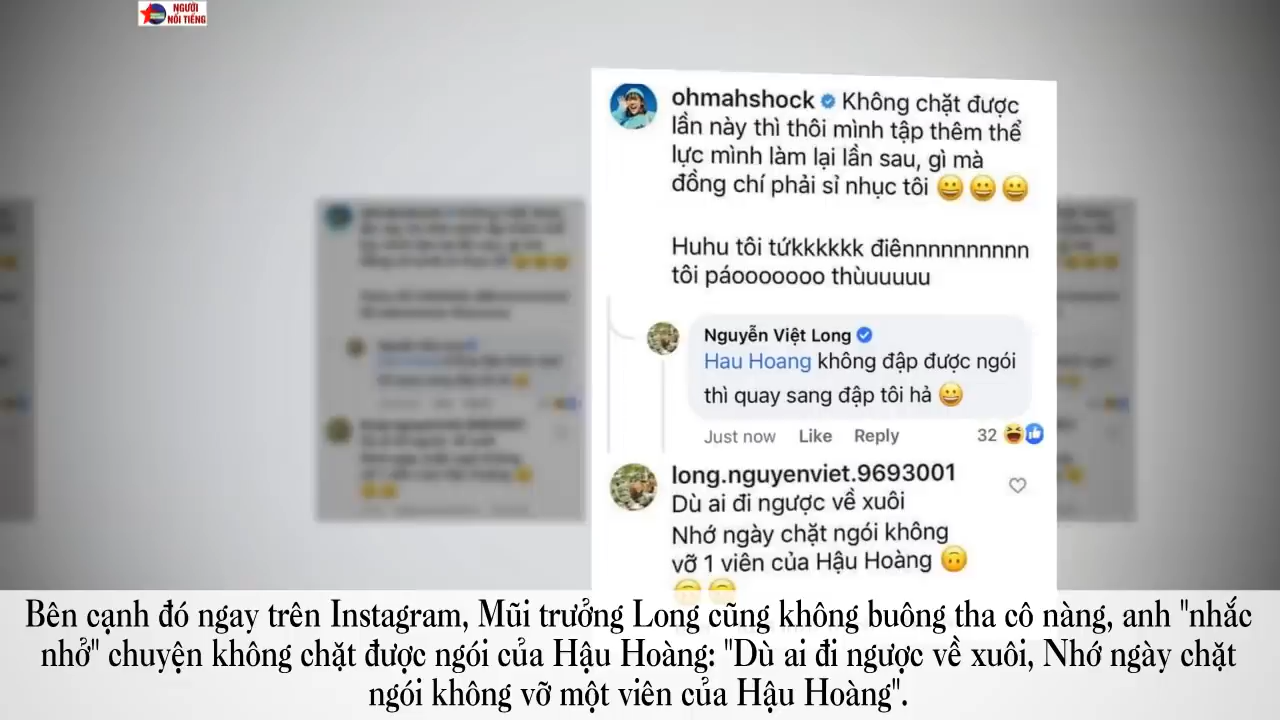 NGƯỜI
NỔI TIẾNG
ohmahshock Không chặt được
lần này thì thôi mình tập thêm thể
lực mình làm lại lần sau, gì mà
đồng chí phải sỉ nhục tôi 😀 😀 😀
Huhu tôi tứkkkkkk điênnnnnnnnnn
tôi páooooooo thùuuuuu
Nguyễn Việt Long
Hau Hoang không đập được ngói
thì quay sang đập tôi hả 😀
Just now Like Reply 32
long.nguyenviet.9693001
Dù ai đi ngược về xuôi
Nhớ ngày chặt ngói không
vỡ 1 viên của Hậu Hoàng 🙃
🙃 🙃
Bên cạnh đó ngay trên Instagram, Mũi trưởng Long cũng không buông tha cô nàng, anh "nhắc
nhở" chuyện không chặt được ngói của Hậu Hoàng: "Dù ai đi ngược về xuôi, Nhớ ngày chặt
ngói không vỡ một viên của Hậu Hoàng".